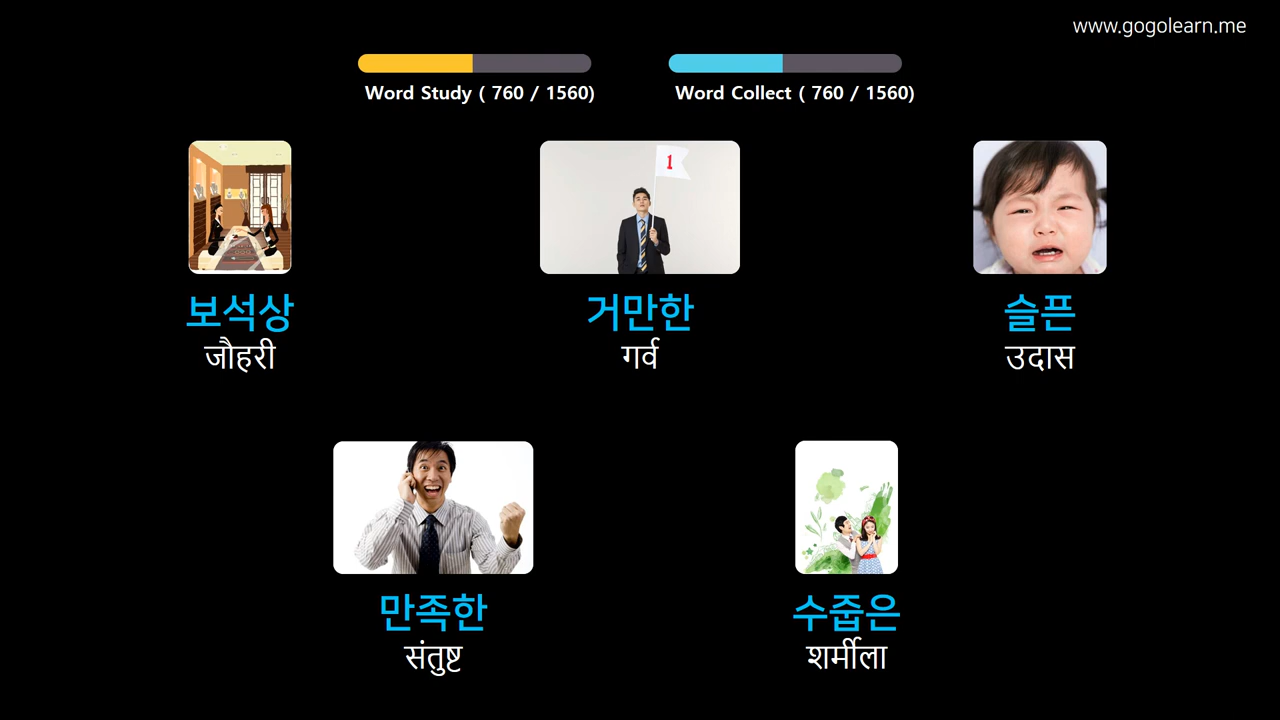 www.gogolearn.me
Word Study ( 760 / 1560)
Word Collect ( 760 / 1560)
1
보석상
जौहरी
거만한
गर्व
슬픈
उदास
만족한
संतुष्ट
수줍은
शर्मीला